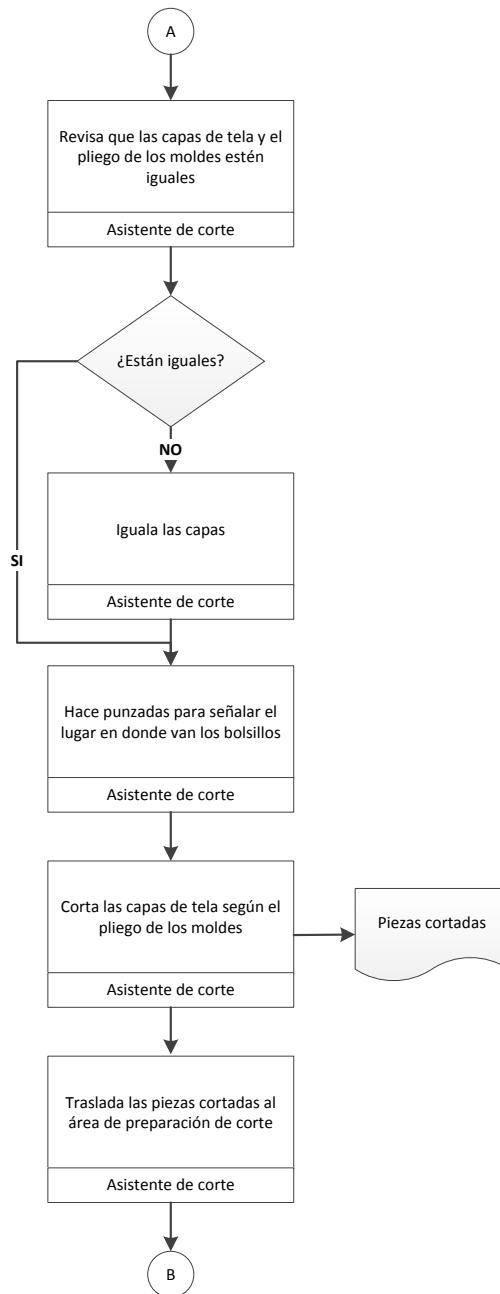 A
Revisa que las capas de tela y el
pliego de los moldes estén
iguales
Asistente de corte
¿Están iguales?
NO
Iguala las capas
SI
Asistente de corte
Hace punzadas para señalar el
lugar en donde van los bolsillos
Asistente de corte
Corta las capas de tela según el
pliego de los moldes
Piezas cortadas
Asistente de corte
Traslada las piezas cortadas al
área de preparación de corte
Asistente de corte
B